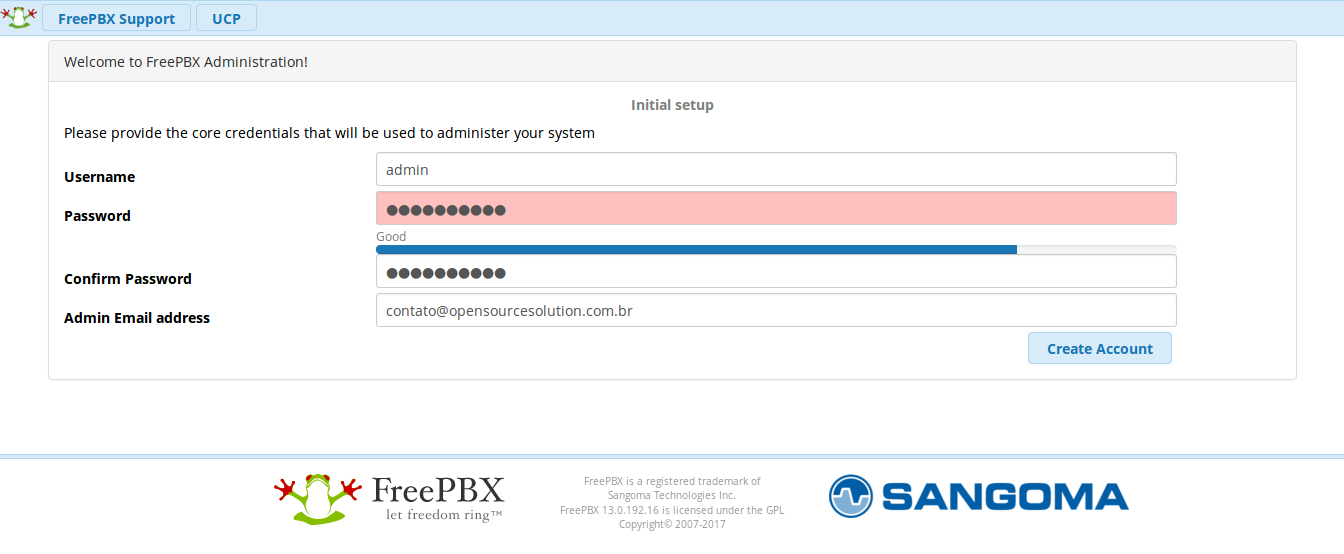 FreePBX Support UCP
Welcome to FreePBX Administration!
Initial setup
Please provide the core credentials that will be used to administer your system
Username admin
Password ●●●●●●●●●●
Good
Confirm Password ●●●●●●●●●●
Admin Email address contato@opensourcesolution.com.br
Create Account
FreePBX
let freedom ring™
FreePBX is a registered trademark of
Sangoma Technologies Inc.
FreePBX 13.0.192.16 is licensed under the GPL
Copyright© 2007-2017
SANGOMA